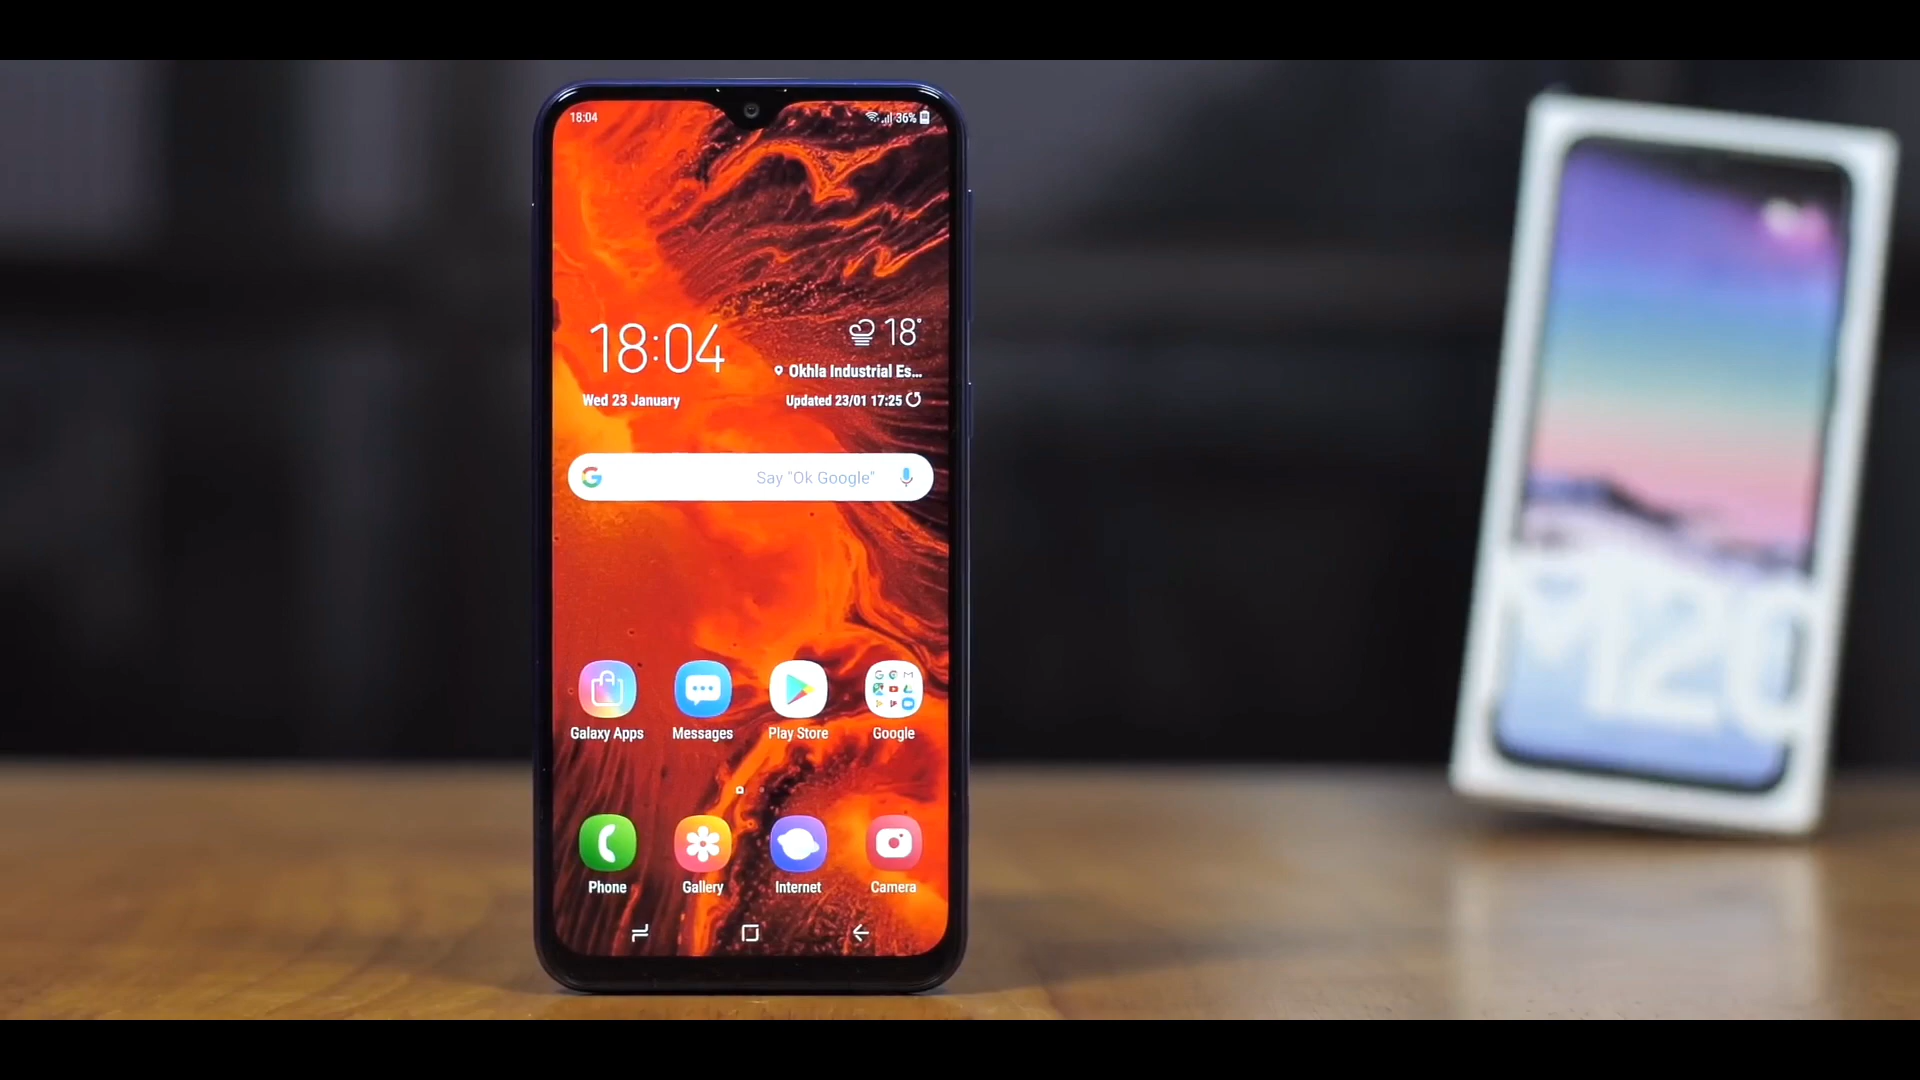 18:04
36%
18:04
18°
Okhla Industrial Es...
Wed 23 January
Updated 23/01 17:25
Say "Ok Google"
Galaxy Apps
Messages
Play Store
Google
Phone
Gallery
Internet
Camera
M20